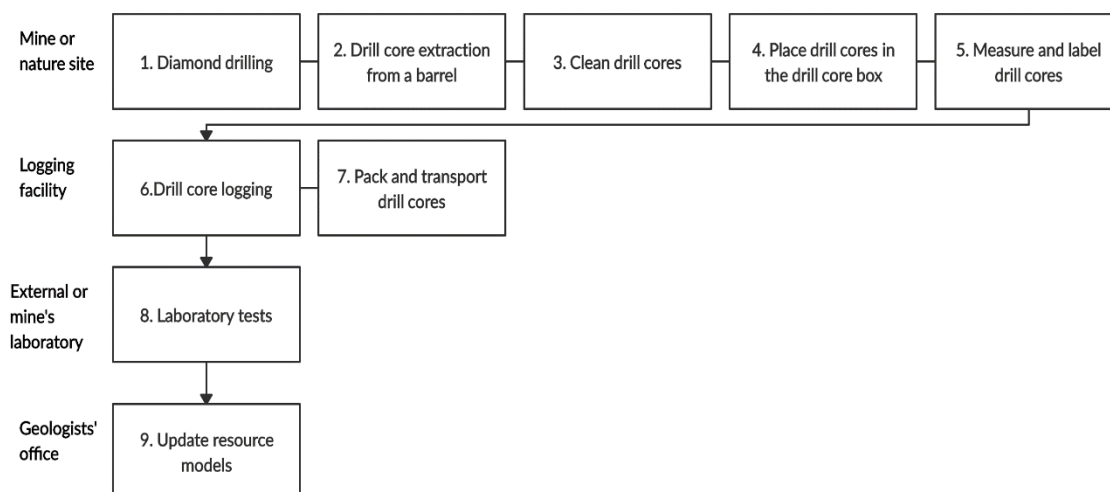 Mine or
nature site
1. Diamond drilling
2. Drill core extraction
from a barrel
3. Clean drill cores
4. Place drill cores in
the drill core box
5. Measure and label
drill cores
Logging
facility
6.Drill core logging
7. Pack and transport
drill cores
External or
mine's
laboratory
8. Laboratory tests
Geologists'
office
9. Update resource
models